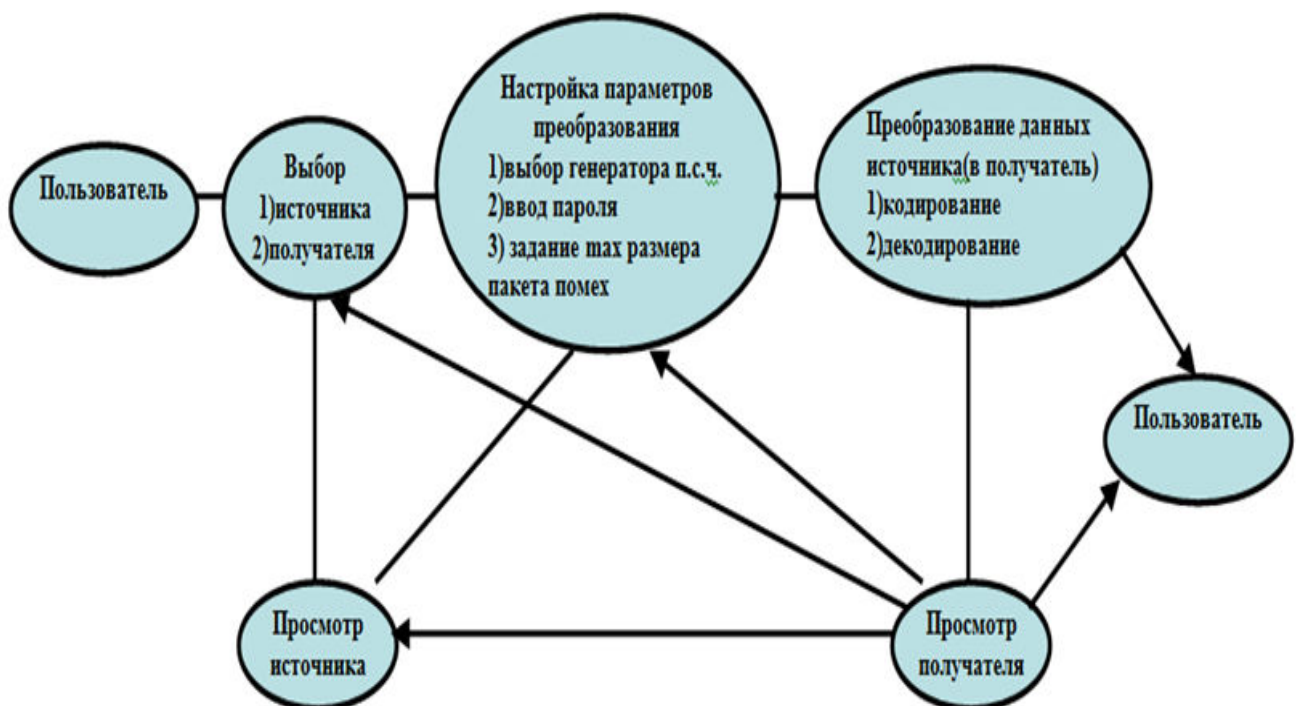 Пользователь
Выбор
1)источника
2)получателя
Настройка параметров
преобразования
1)выбор генератора п.с.ч.
2)ввод пароля
3) задание max размера
пакета помех
Преобразование данных
источника(в получатель)
1)кодирование
2)декодирование
Пользователь
Просмотр
источника
Просмотр
получателя